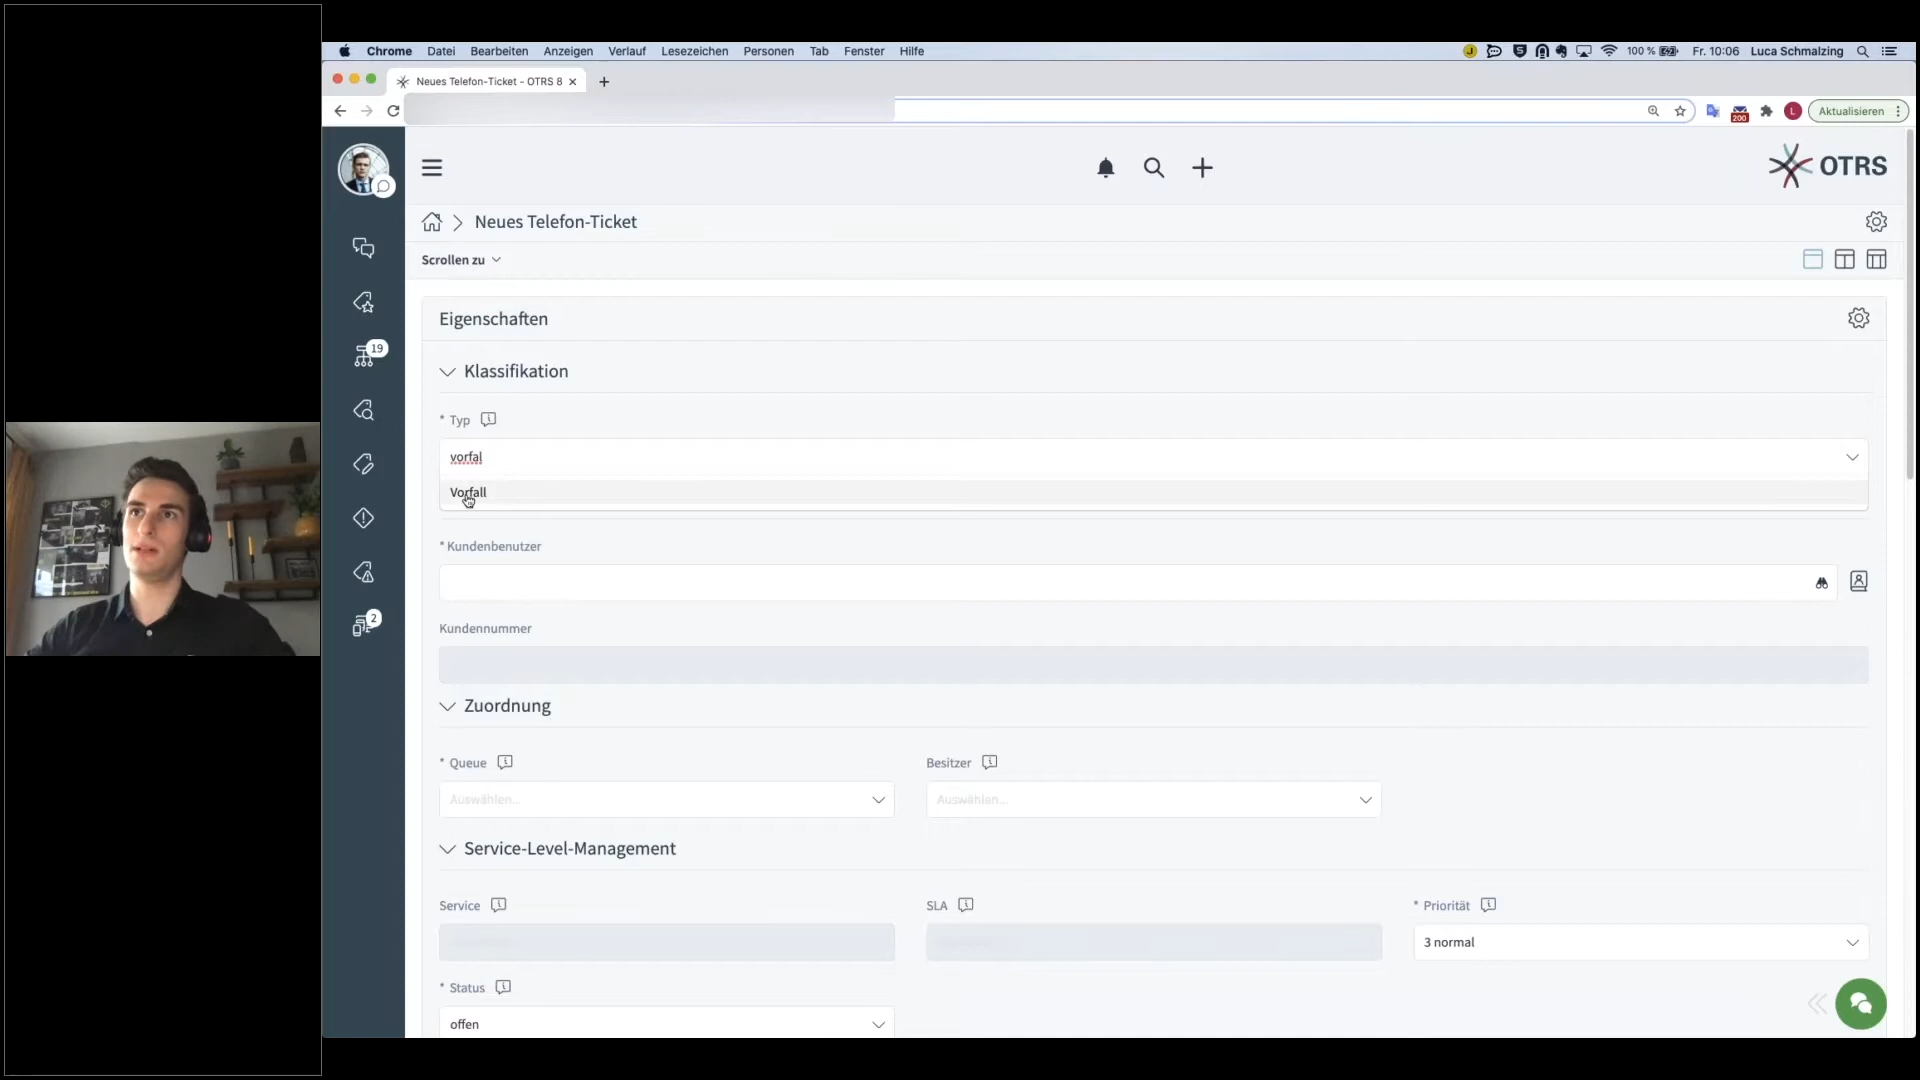 Chrome Datei Bearbeiten Anzeigen Verlauf Lesezeichen Personen Tab Fenster Hilfe 100 % Fr. 10:06 Luca Schmalzing
Neues Telefon-Ticket - OTRS 8
200 L Aktualisieren
OTRS
Neues Telefon-Ticket
Scrollen zu
Eigenschaften
19
Klassifikation
* Typ
vorfal
Vorfall
* Kundenbenutzer
2
Kundennummer
Zuordnung
* Queue Besitzer
Auswählen... Auswählen...
Service-Level-Management
Service SLA * Priorität
3 normal
* Status
offen